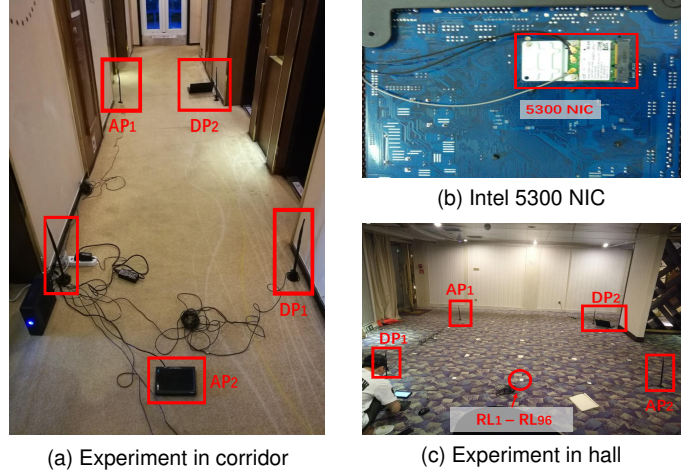 AP1
DP2
DP1
AP2
(a) Experiment in corridor
5300 NIC
(b) Intel 5300 NIC
AP1
DP2
DP1
AP2
RL1 – RL96
(c) Experiment in hall